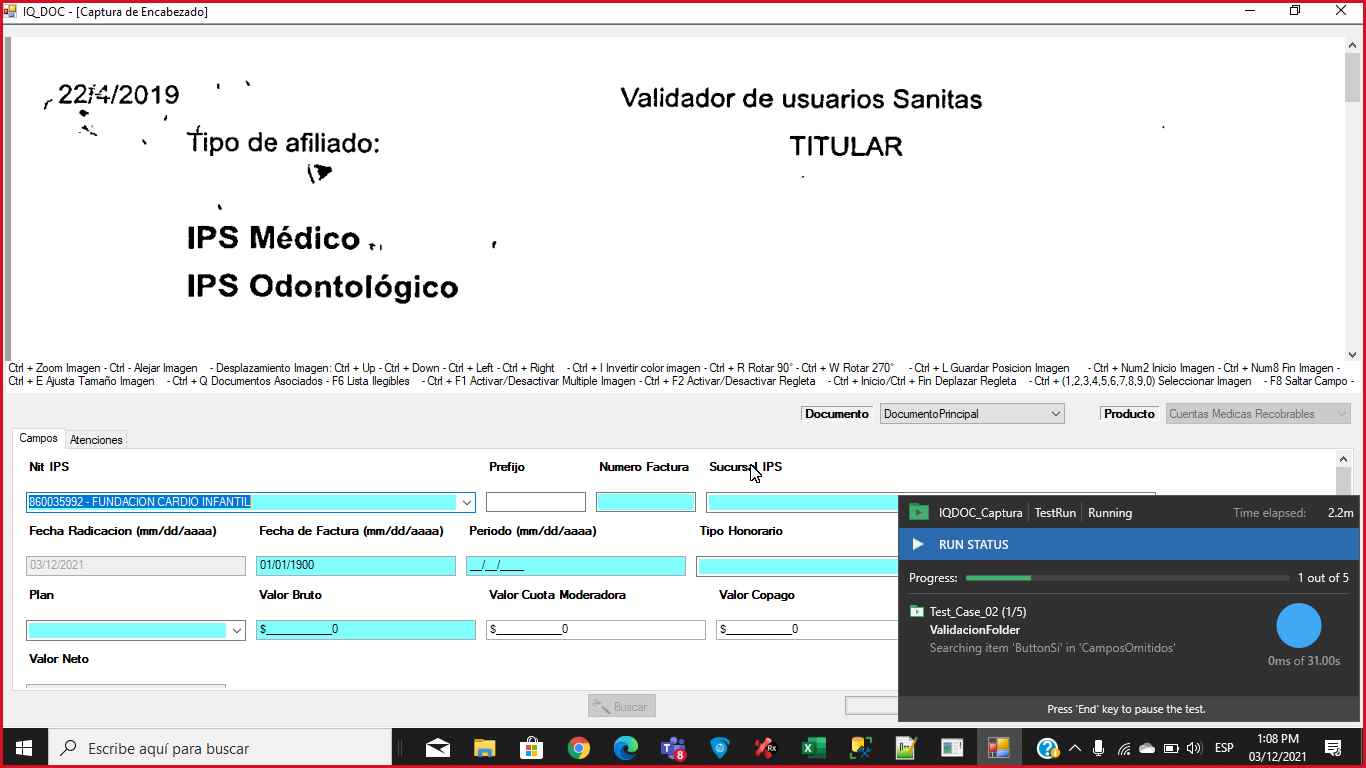 IQ_DOC - [Captura de Encabezado]
22/4/2019
Validador de usuarios Sanitas
Tipo de afiliado:
TITULAR
IPS Médico
IPS Odontológico
Ctrl + Zoom Imagen - Ctrl - Alejar Imagen - Desplazamiento Imagen: Ctrl + Up - Ctrl + Down - Ctrl + Left - Ctrl + Right - Ctrl + I Invertir color imagen - Ctrl + R Rotar 90° - Ctrl + W Rotar 270° - Ctrl + L Guardar Posicion Imagen - Ctrl + Num2 Inicio Imagen - Ctrl + Num8 Fin Imagen -
Ctrl + E Ajusta Tamaño Imagen - Ctrl + Q Documentos Asociados - F6 Lista Ilegibles - Ctrl + F1 Activar/Desactivar Multiple Imagen - Ctrl + F2 Activar/Desactivar Regleta - Ctrl + Inicio/Ctrl + Fin Deplazar Regleta - Ctrl + (1,2,3,4,5,6,7,8,9,0) Seleccionar Imagen - F8 Saltar Campo -
Documento DocumentoPrincipal Producto Cuentas Medicas Recobrables
Campos Atenciones
Nit IPS Prefijo Numero Factura Sucursal IPS
860035992 - FUNDACION CARDIO INFANTIL
Fecha Radicacion (mm/dd/aaaa) Fecha de Factura (mm/dd/aaaa) Periodo (mm/dd/aaaa) Tipo Honorario
03/12/2021 01/01/1900 __/__/____
Plan Valor Bruto Valor Cuota Moderadora Valor Copago
$___________0 $___________0 $___________0
Valor Neto
Buscar
IQDOC_Captura TestRun Running Time elapsed: 2.2m
RUN STATUS
Progress: 1 out of 5
Test_Case_02 (1/5)
ValidacionFolder
Searching item 'ButtonSi' in 'CamposOmitidos'
0ms of 31.00s
Press 'End' key to pause the test.
Escribe aquí para buscar
8
Rx
ESP
1:08 PM
03/12/2021